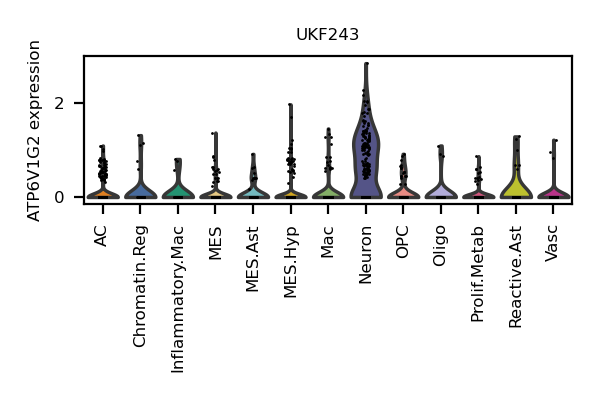 UKF243
ATP6V1G2 expression
2
0
AC
Chromatin.Reg
Inflammatory.Mac
MES
MES.Ast
MES.Hyp
Mac
Neuron
OPC
Oligo
Prolif.Metab
Reactive.Ast
Vasc